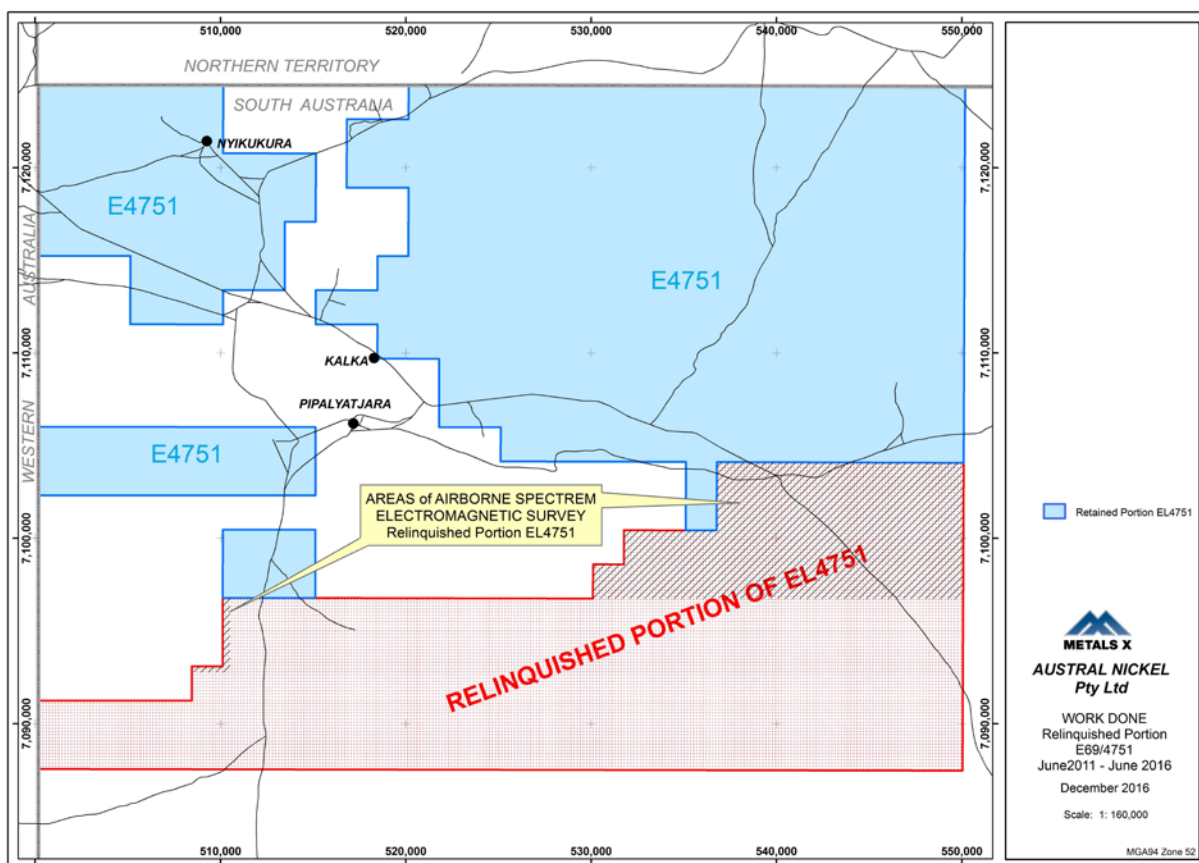 510,000
520,000
530,000
540,000
550,000
NORTHERN TERRITORY
SOUTH AUSTRALIA
NYIKUKURA
7,120,000
7,120,000
E4751
WESTERN AUSTRALIA
E4751
7,110,000
7,110,000
KALKA
PIPALYATJARA
E4751
AREAS of AIRBORNE SPECTREM
ELECTROMAGNETIC SURVEY
Relinquished Portion EL4751
7,100,000
7,100,000
RELINQUISHED PORTION OF EL4751
7,090,000
7,090,000
510,000
520,000
530,000
540,000
550,000
Retained Portion EL4751
METALS X
AUSTRAL NICKEL
Pty Ltd
WORK DONE
Relinquished Portion
E69/4751
June2011 - June 2016
December 2016
Scale: 1: 160,000
MGA94 Zone 52